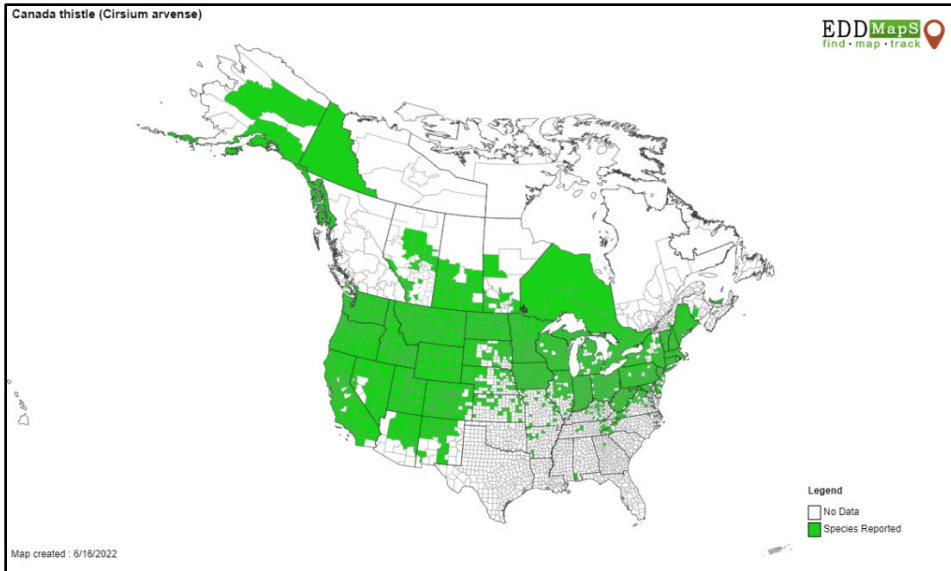 Canada thistle (Cirsium arvense)
EDDMapS
find · map · track
Legend
No Data
Species Reported
Map created : 6/16/2022